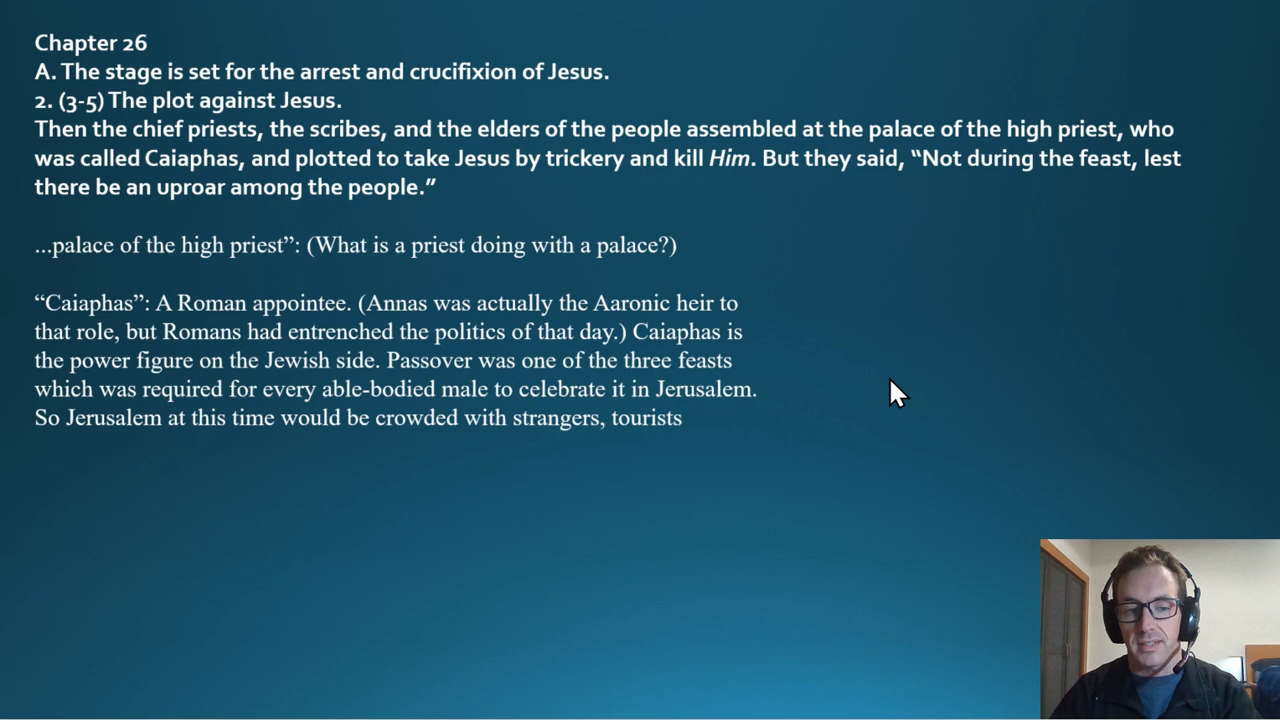 Chapter 26
A. The stage is set for the arrest and crucifixion of Jesus.
2. (3-5) The plot against Jesus.
Then the chief priests, the scribes, and the elders of the people assembled at the palace of the high priest, who
was called Caiaphas, and plotted to take Jesus by trickery and kill Him. But they said, “Not during the feast, lest
there be an uproar among the people.”
...palace of the high priest”: (What is a priest doing with a palace?)
“Caiaphas”: A Roman appointee. (Annas was actually the Aaronic heir to
that role, but Romans had entrenched the politics of that day.) Caiaphas is
the power figure on the Jewish side. Passover was one of the three feasts
which was required for every able-bodied male to celebrate it in Jerusalem.
So Jerusalem at this time would be crowded with strangers, tourists